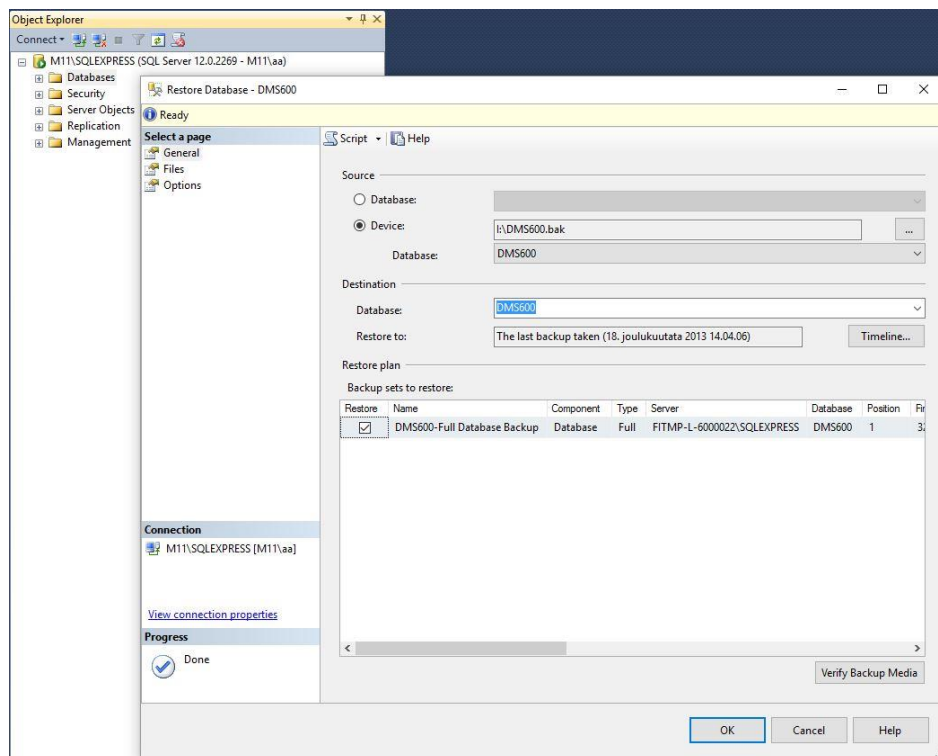 Object Explorer
Connect
M11\SQLEXPRESS (SQL Server 12.0.2269 - M11\aa)
Databases
Security
Server Objects
Replication
Management
Restore Database - DMS600
Ready
Select a page
General
Files
Options
Script Help
Source
Database:
Device: I:\DMS600.bak ...
Database: DMS600
Destination
Database: DMS600
Restore to: The last backup taken (18. joulukuutata 2013 14.04.06) Timeline...
Restore plan
Backup sets to restore:
Restore Name Component Type Server Database Position Fir
DMS600-Full Database Backup Database Full FITMP-L-6000022\SQLEXPRESS DMS600 1
Connection
M11\SQLEXPRESS [M11\aa]
View connection properties
Progress
Done
Verify Backup Media
OK Cancel Help